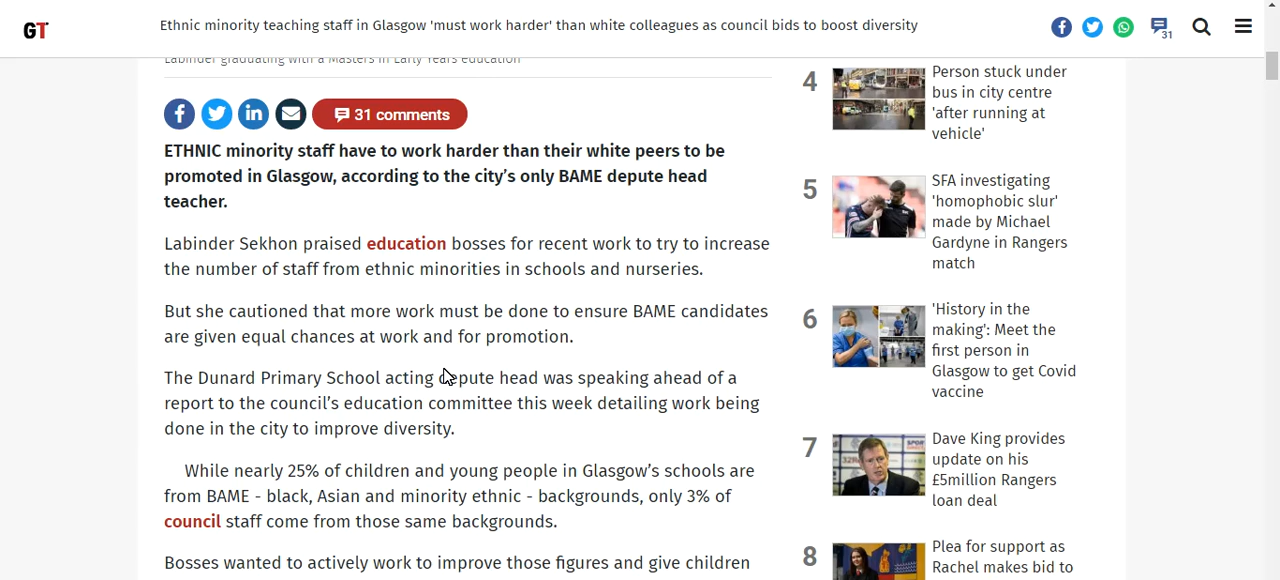 GT
Ethnic minority teaching staff in Glasgow 'must work harder' than white colleagues as council bids to boost diversity
31
Labinder graduating with a Masters in Early Years education
31 comments
ETHNIC minority staff have to work harder than their white peers to be
promoted in Glasgow, according to the city's only BAME depute head
teacher.
Labinder Sekhon praised education bosses for recent work to try to increase
the number of staff from ethnic minorities in schools and nurseries.
But she cautioned that more work must be done to ensure BAME candidates
are given equal chances at work and for promotion.
The Dunard Primary School acting depute head was speaking ahead of a
report to the council's education committee this week detailing work being
done in the city to improve diversity.
While nearly 25% of children and young people in Glasgow's schools are
from BAME - black, Asian and minority ethnic - backgrounds, only 3% of
council staff come from those same backgrounds.
Bosses wanted to actively work to improve those figures and give children
4
Person stuck under
bus in city centre
'after running at
vehicle'
5
SFA investigating
'homophobic slur'
made by Michael
Gardyne in Rangers
match
6
'History in the
making': Meet the
first person in
Glasgow to get Covid
vaccine
7
Dave King provides
update on his
£5million Rangers
loan deal
8
Plea for support as
Rachel makes bid to